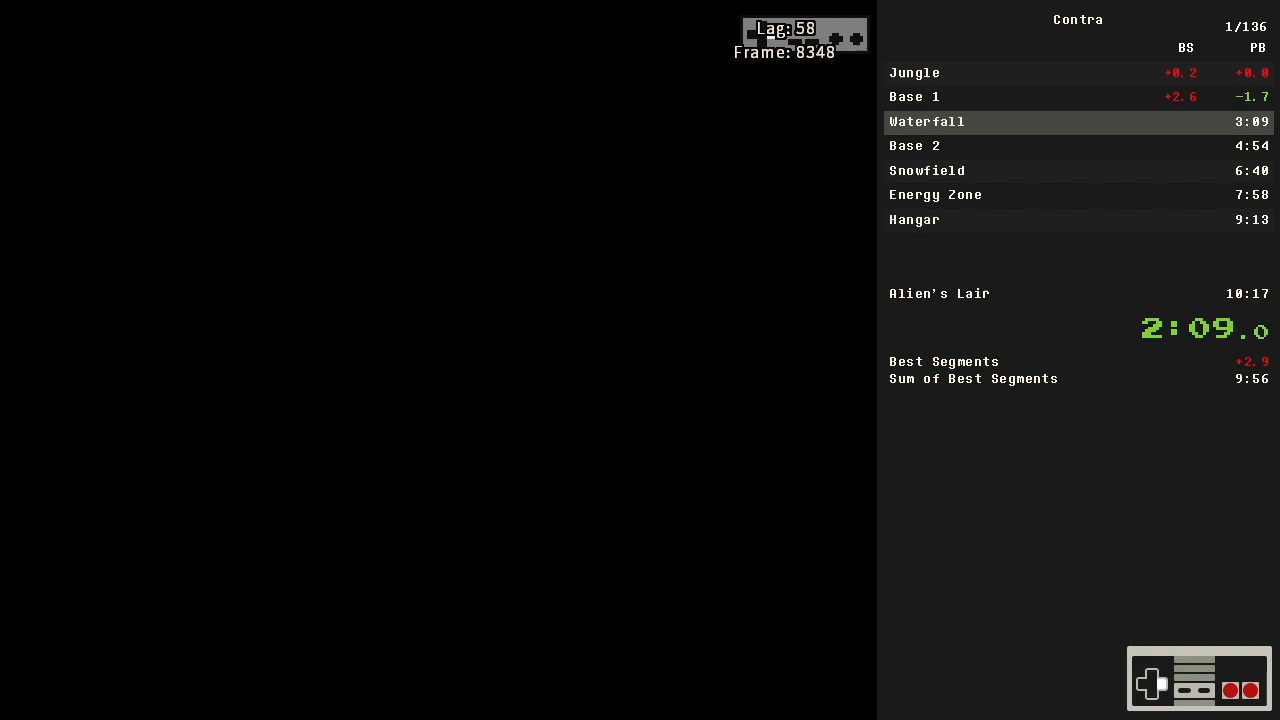 Lag: 58
Frame: 8348
Contra
1/136
BS PB
Jungle +0.2 +0.0
Base 1 +2.6 −1.7
Waterfall 3:09
Base 2 4:54
Snowfield 6:40
Energy Zone 7:58
Hangar 9:13
Alien's Lair 10:17
2:09.0
Best Segments +2.9
Sum of Best Segments 9:56